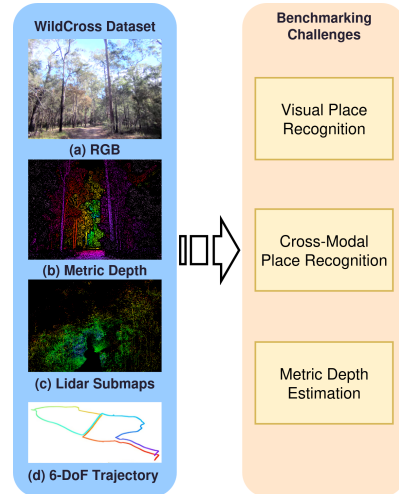 WildCross Dataset
(a) RGB
(b) Metric Depth
(c) Lidar Submaps
(d) 6-DoF Trajectory
Benchmarking
Challenges
Visual Place
Recognition
Cross-Modal
Place Recognition
Metric Depth
Estimation